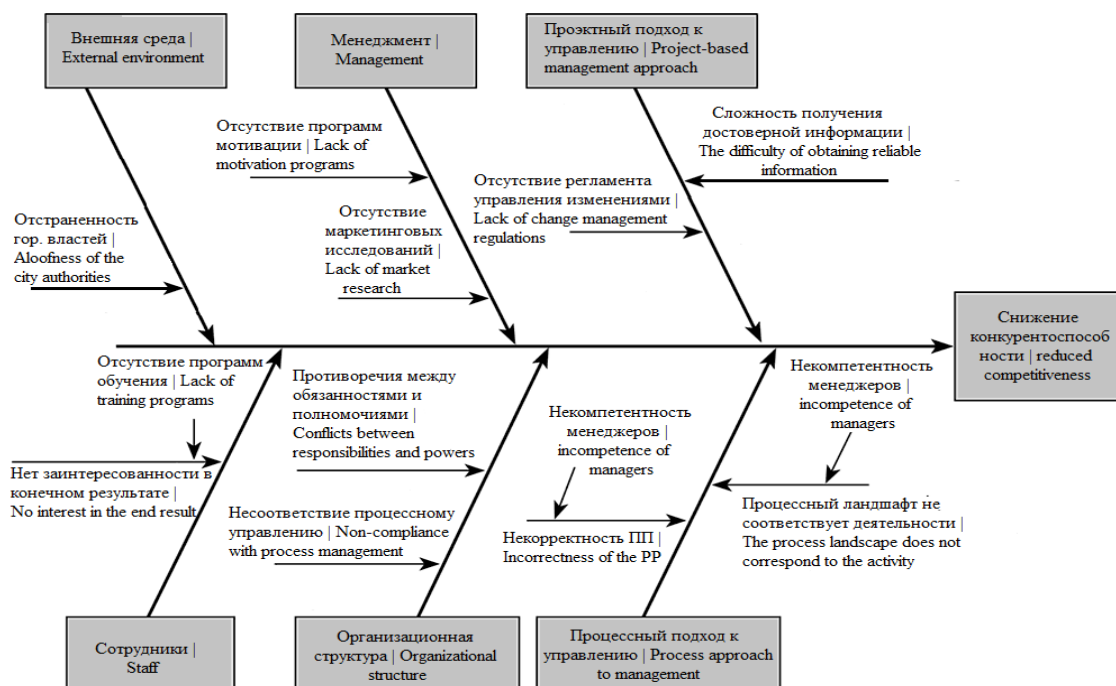 Внешняя среда |
External environment
Менеджмент |
Management
Проэктный подход к
управлению | Project-based
management approach
Отсутствие программ
мотивации | Lack of
motivation programs
Сложность получения
достоверной информации |
The difficulty of obtaining reliable
information
Отсутствие регламента
управления изменениями |
Lack of change management
regulations
Отстраненность
гор. властей |
Aloofness of the
city authorities
Отсутствие
маркетинговых
исследований |
Lack of market
research
Снижение
конкурентоспособ
ности | reduced
competitiveness
Отсутствие программ
обучения | Lack of
training programs
Нет заинтересованности в
конечном результате |
No interest in the end result
Противоречия между
обязанностями и
полномочиями |
Conflicts between
responsibilities and powers
Несоответствие процессному
управлению | Non-compliance
with process management
Некомпетентность
менеджеров |
incompetence of
managers
Некорректность ПП |
Incorrectness of the PP
Некомпетентность
менеджеров |
incompetence of
managers
Процессный ландшафт не
соответствует деятельности |
The process landscape does not
correspond to the activity
Сотрудники |
Staff
Организационная
структура | Organizational
structure
Процессный подход к
управлению | Process approach
to management